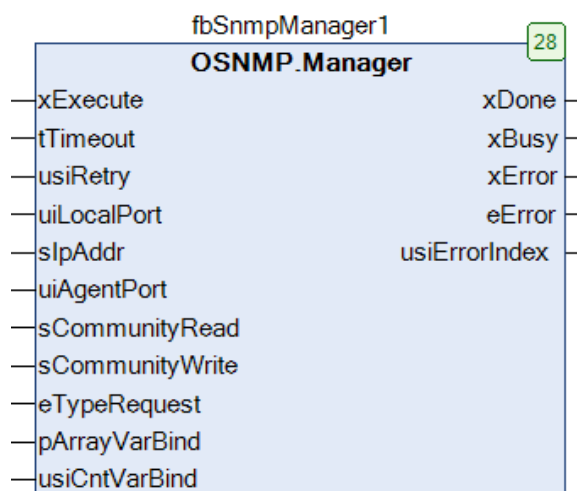 fbSnmpManager1
28
OSNMP.Manager
xExecute xDone
tTimeout xBusy
usiRetry xError
uiLocalPort eError
sIpAddr usiErrorIndex
uiAgentPort
sCommunityRead
sCommunityWrite
eTypeRequest
pArrayVarBind
usiCntVarBind